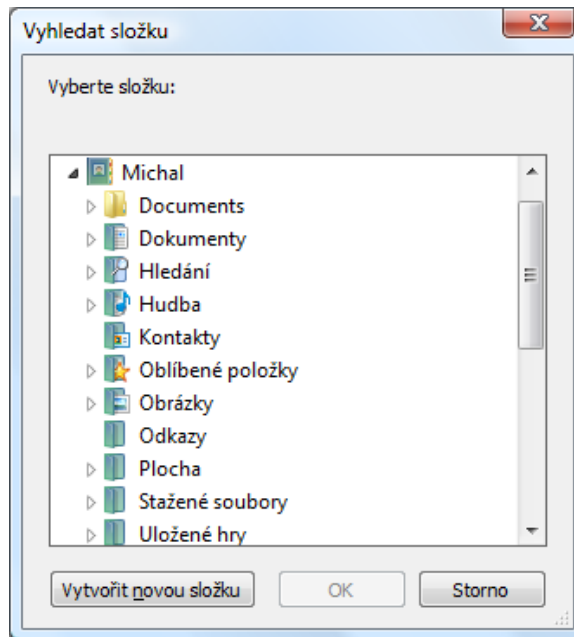 Vyhledat složku
Vyberte složku:
Michal
Documents
Dokumenty
Hledání
Hudba
Kontakty
Oblíbené položky
Obrázky
Odkazy
Plocha
Stažené soubory
Uložené hry
Vytvořit novou složku OK Storno